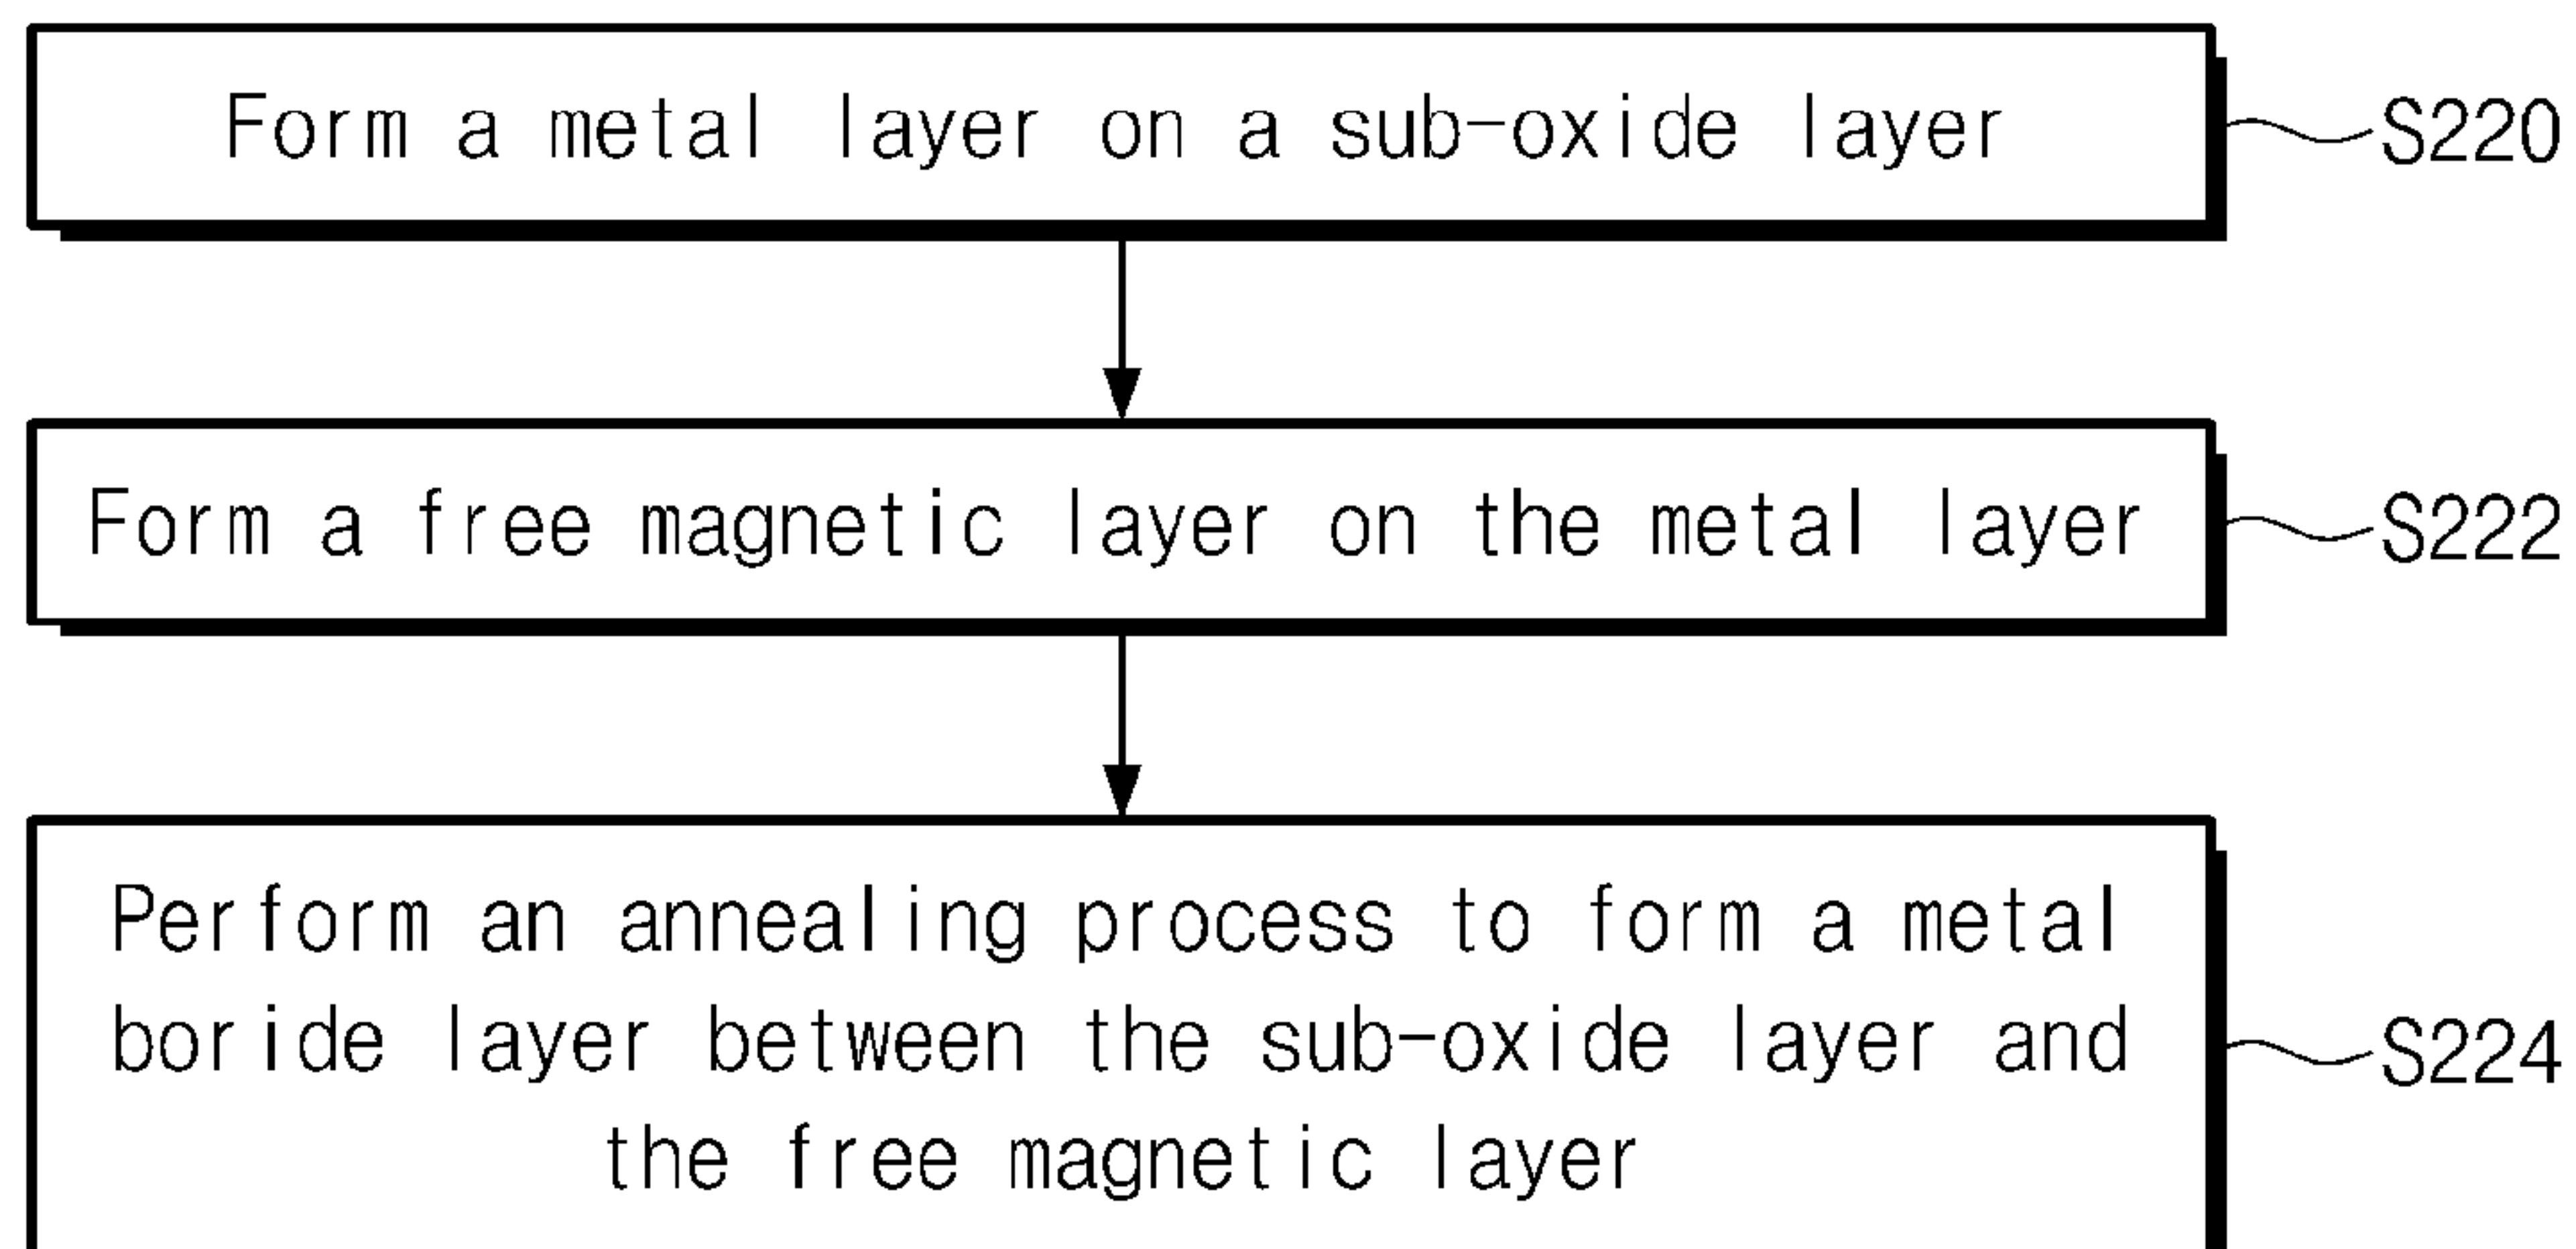 Form a metal layer on a sub-oxide layer
S220
Form a free magnetic layer on the metal layer
S222
Perform an annealing process to form a metal
boride layer between the sub-oxide layer and
the free magnetic layer
S224